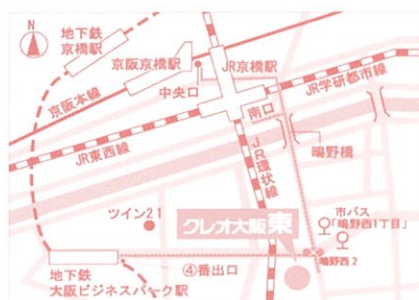 N
地下鉄
京橋駅
京阪京橋駅
中央口
JR京橋駅
JR学研都市線
京阪本線
南口
JR東西線
JR環状線
鴫野橋
ツイン21
クレオ大阪東
市バス
「鴫野西1丁目」
鴫野西2
地下鉄
大阪ビジネスパーク駅
④番出口